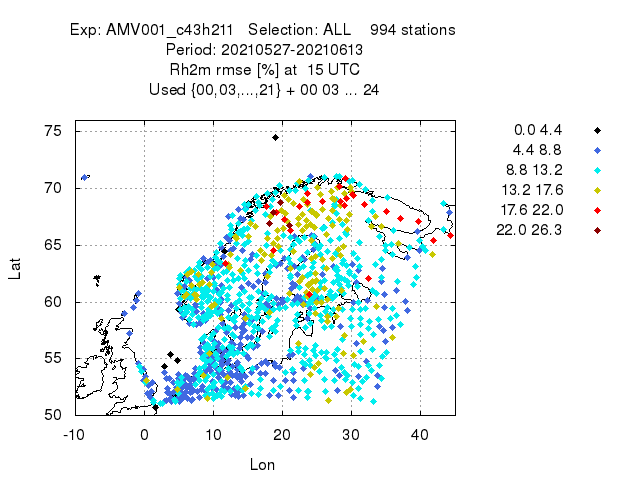 Exp: AMV001_c43h211   Selection: ALL    994 stations
Period: 20210527-20210613
Rh2m rmse [%] at  15 UTC
Used {00,03,...,21} + 00 03 ... 24
75
70
65
60
55
50
Lat
-10 0 10 20 30 40
Lon
0.0 4.4
4.4 8.8
8.8 13.2
13.2 17.6
17.6 22.0
22.0 26.3